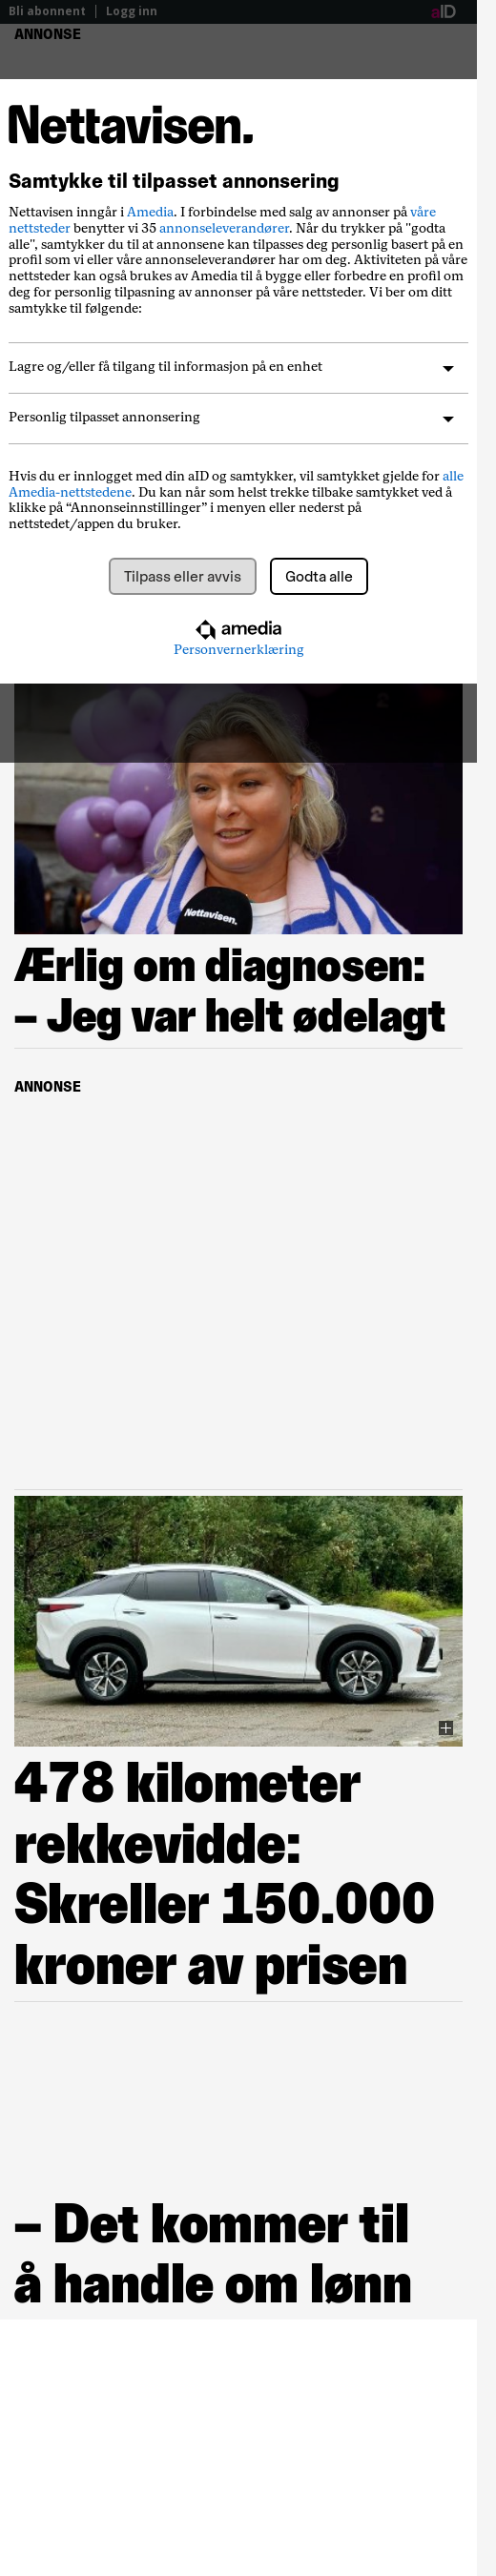 Bli abonnent | Logg inn aID
ANNONSE
Nettavisen.
Samtykke til tilpasset annonsering
Nettavisen inngår i Amedia. I forbindelse med salg av annonser på våre
nettsteder benytter vi 35 annonseleverandører. Når du trykker på "godta
alle", samtykker du til at annonsene kan tilpasses deg personlig basert på en
profil som vi eller våre annonseleverandører har om deg. Aktiviteten på våre
nettsteder kan også brukes av Amedia til å bygge eller forbedre en profil om
deg for personlig tilpasning av annonser på våre nettsteder. Vi ber om ditt
samtykke til følgende:
Lagre og/eller få tilgang til informasjon på en enhet
Personlig tilpasset annonsering
Hvis du er innlogget med din aID og samtykker, vil samtykket gjelde for alle
Amedia-nettstedene. Du kan når som helst trekke tilbake samtykket ved å
klikke på “Annonseinnstillinger” i menyen eller nederst på
nettstedet/appen du bruker.
Tilpass eller avvis Godta alle
amedia
Personvernerklæring
2
2
Nettavisen.
Ærlig om diagnosen:
– Jeg var helt ødelagt
ANNONSE
478 kilometer
rekkevidde:
Skreller 150.000
kroner av prisen
– Det kommer til
å handle om lønn